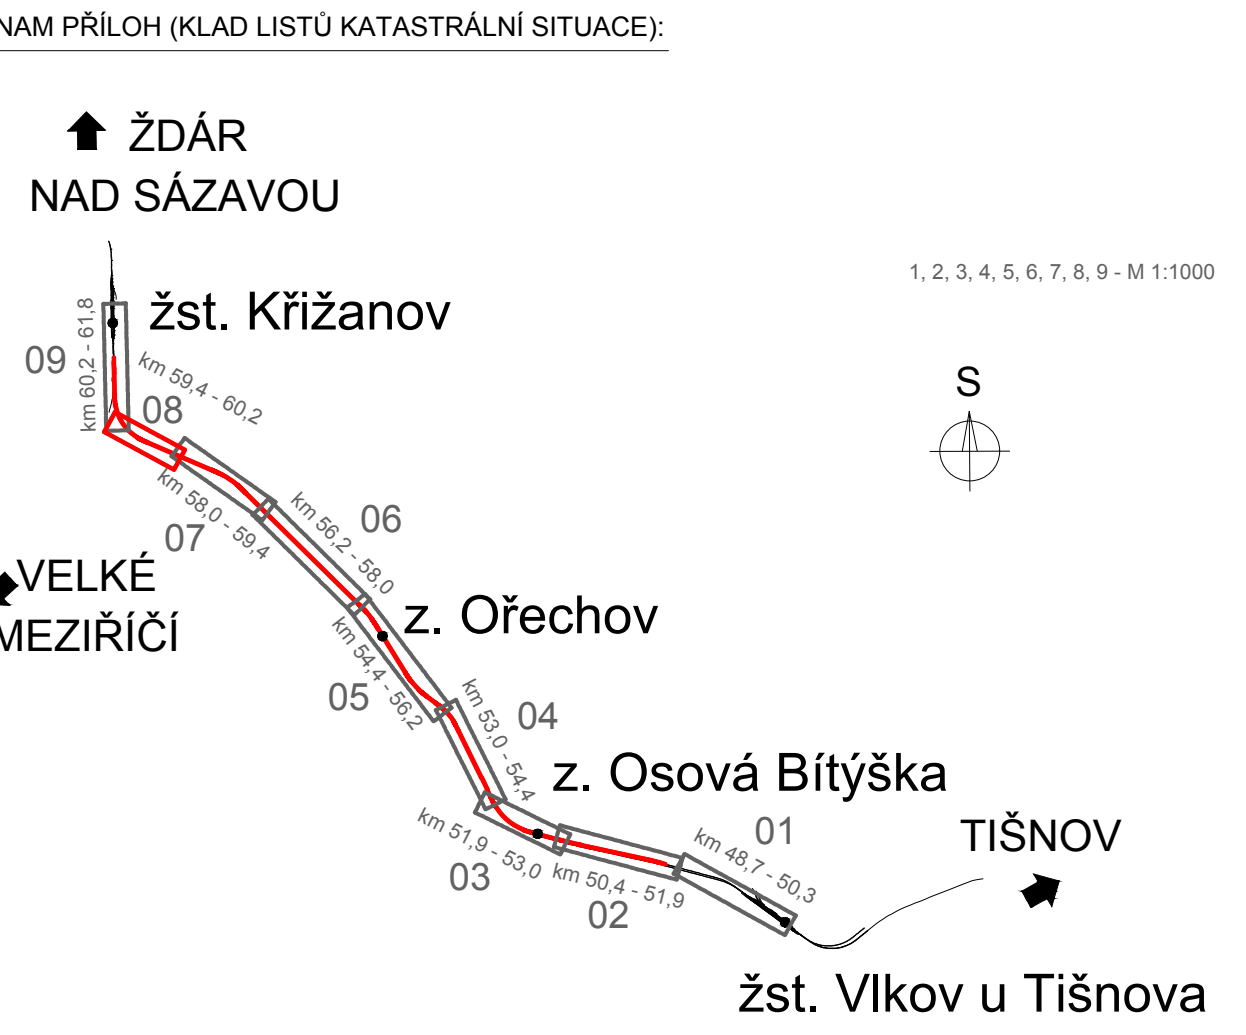 PŘÍLOH (KLAD LISTŮ KATASTRÁLNÍ SITUACE):
ŽDÁR
NAD SÁZAVOU
1, 2, 3, 4, 5, 6, 7, 8, 9 - M 1:1000
žst. Křižanov
09
km 60,2 - 61,8
km 59,4 - 60,2
08
S
km 58,0 - 59,4
07
km 56,2 - 58,0
06
VELKÉ
MEZIŘÍČÍ
z. Ořechov
km 54,4 - 56,2
05
km 53,0 - 54,4
04
z. Osová Bítýška
km 51,9 - 53,0
03
km 50,4 - 51,9
02
km 48,7 - 50,3
01
TIŠNOV
žst. Vlkov u Tišnova